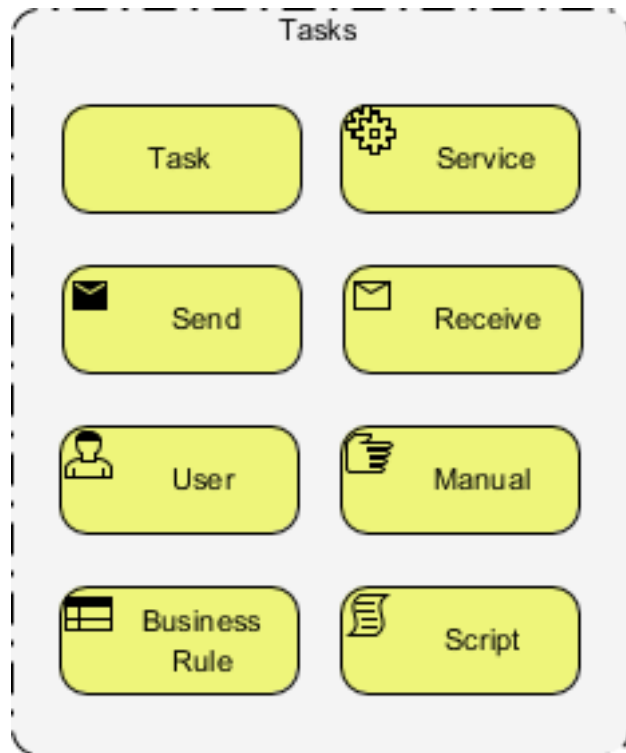 Tasks
Task
Service
Send
Receive
User
Manual
Business
Rule
Script